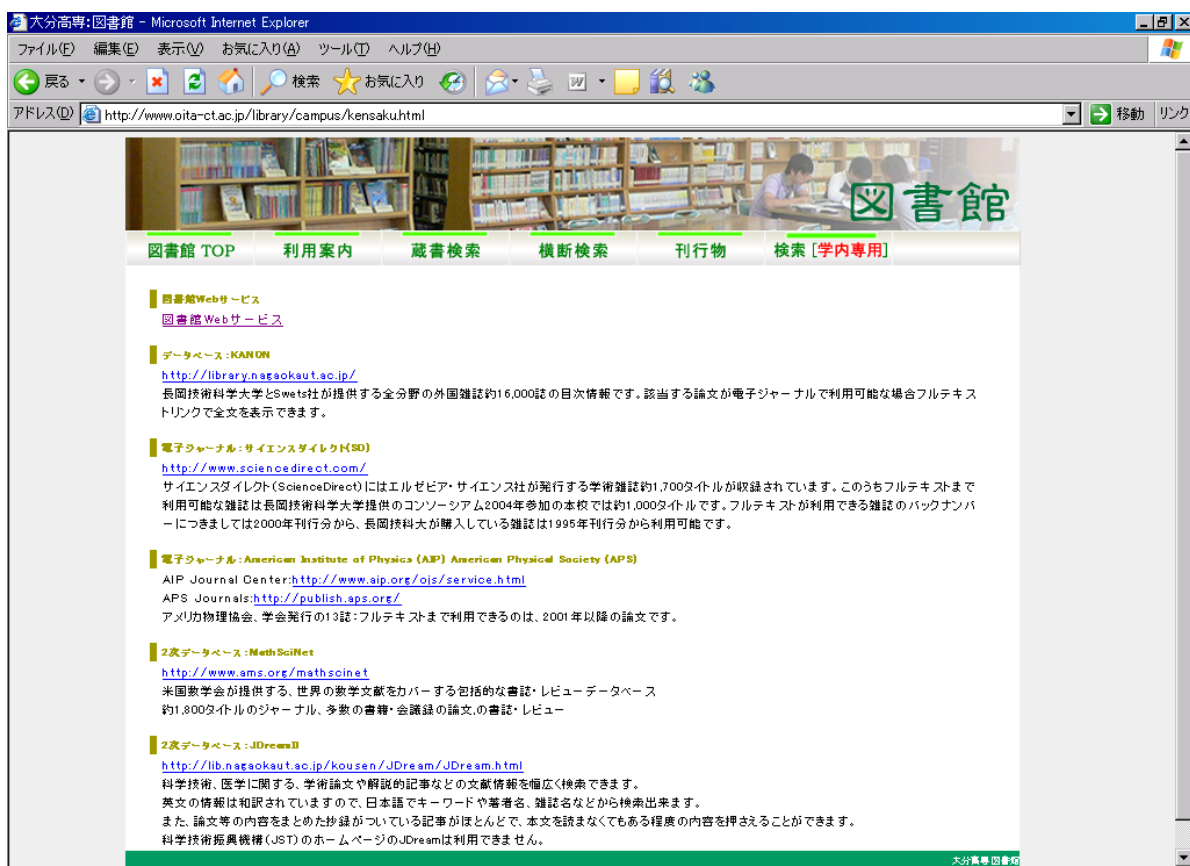 大分高専:図書館 - Microsoft Internet Explorer
ファイル(F) 編集(E) 表示(V) お気に入り(A) ツール(T) ヘルプ(H)
戻る 検索 お気に入り
アドレス(D) http://www.oita-ct.ac.jp/library/campus/kensaku.html 移動 リンク
図書館
図書館 TOP 利用案内 蔵書検索 横断検索 刊行物 検索 [学内専用]
図書館Webサービス
図書館Webサービス
データベース:KANON
http://library.nagaokaut.ac.jp/
長岡技術科学大学とSwets社が提供する全分野の外国雑誌約16,000誌の目次情報です。該当する論文が電子ジャーナルで利用可能な場合フルテキス
トリンクで全文を表示できます。
電子ジャーナル:サイエンスダイレクト(SD)
http://www.sciencedirect.com/
サイエンスダイレクト(ScienceDirect)にはエルゼビア・サイエンス社が発行する学術雑誌約1,700タイトルが収録されています。このうちフルテキストまで
利用可能な雑誌は長岡技術科学大学提供のコンソーシアム2004年参加の本校では約1,000タイトルです。フルテキストが利用できる雑誌のバックナンバ
ーにつきましては2000年刊行分から、長岡技科大が購入している雑誌は1995年刊行分から利用可能です。
電子ジャーナル:American Institute of Physics (AIP) American Physical Society (APS)
AIP Journal Center:http://www.aip.org/ojs/service.html
APS Journals:http://publish.aps.org/
アメリカ物理協会、学会発行の13誌:フルテキストまで利用できるのは、2001年以降の論文です。
2次データベース:MathSciNet
http://www.ams.org/mathscinet
米国数学会が提供する、世界の数学文献をカバーする包括的な書誌・レビューデータベース
約1,800タイトルのジャーナル、多数の書籍・会議録の論文,の書誌・レビュー
2次データベース:JDreamII
http://lib.nagaokaut.ac.jp/kousen/JDream/JDream.html
科学技術、医学に関する、学術論文や解説的記事などの文献情報を幅広く検索できます。
英文の情報は和訳されていますので、日本語でキーワードや著者名、雑誌名などから検索出来ます。
また、論文等の内容をまとめた抄録がついている記事がほとんどで、本文を読まなくてもある程度の内容を押さえることができます。
科学技術振興機構(JST)のホームページのJDreamは利用できません。
大分高専図書館